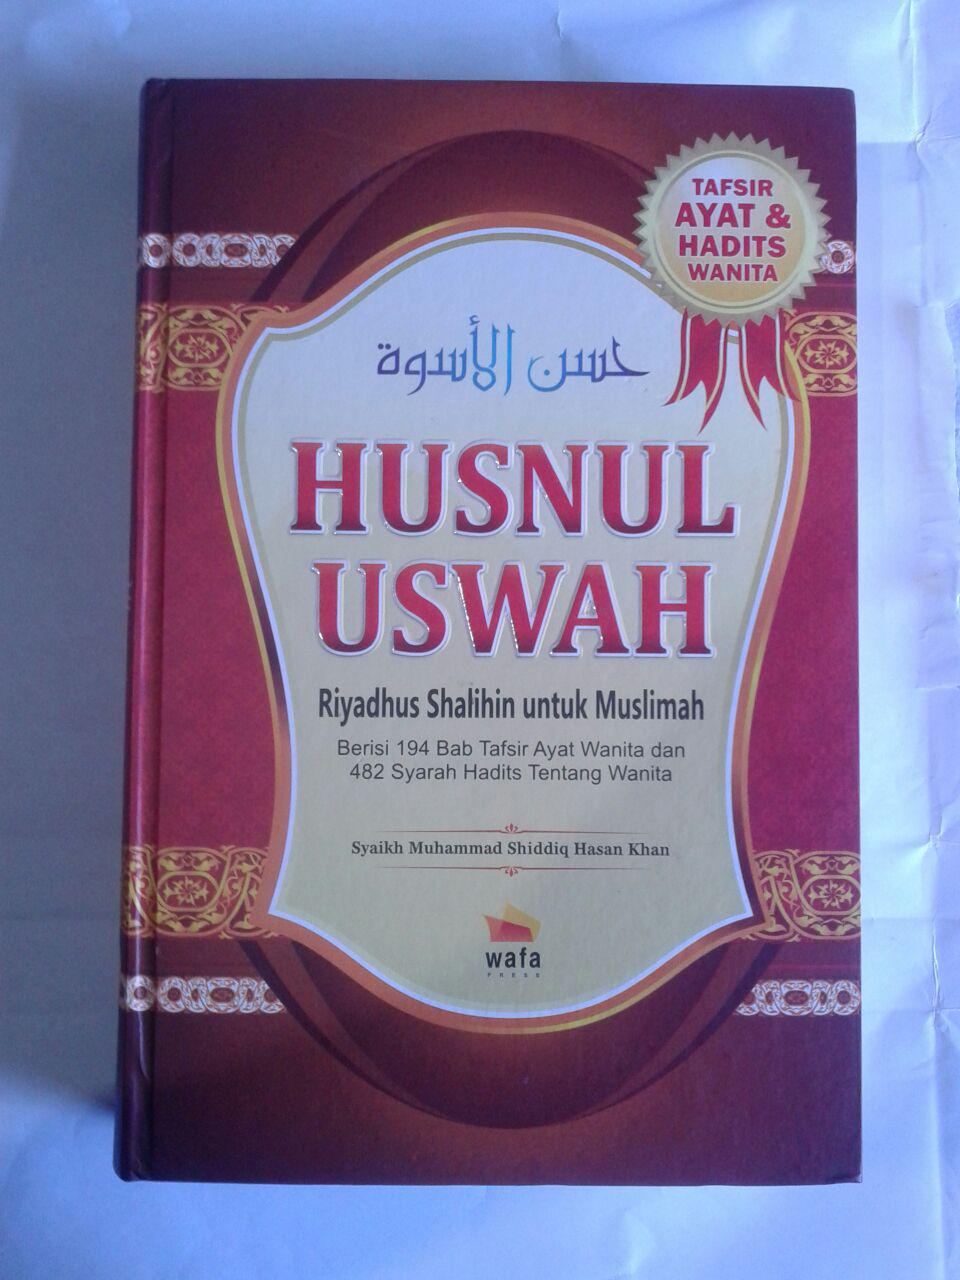 TAFSIR
AYAT &
HADITS
WANITA
حسن الأسوة
HUSNUL
USWAH
Riyadhus Shalihin untuk Muslimah
Berisi 194 Bab Tafsir Ayat Wanita dan
482 Syarah Hadits Tentang Wanita
Syaikh Muhammad Shiddiq Hasan Khan
wafa
PRESS